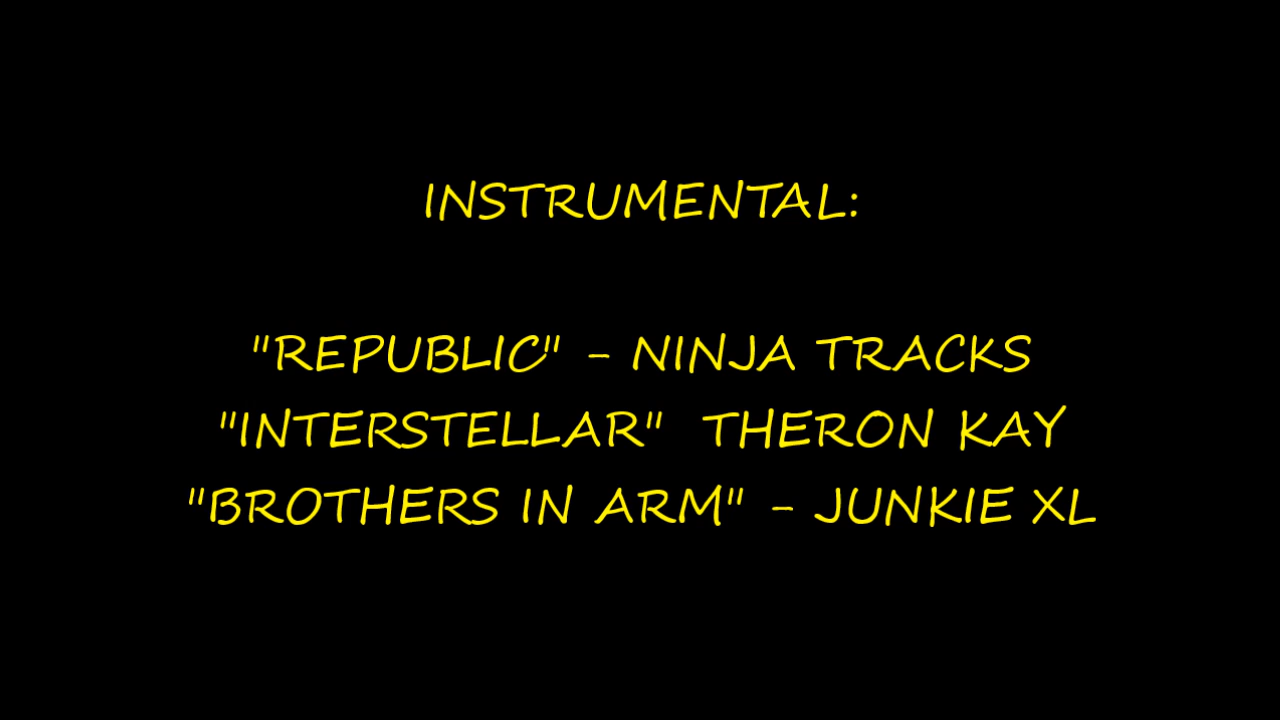 INSTRUMENTAL:
"REPUBLIC" - NINJA TRACKS
"INTERSTELLAR" THERON KAY
"BROTHERS IN ARM" - JUNKIE XL